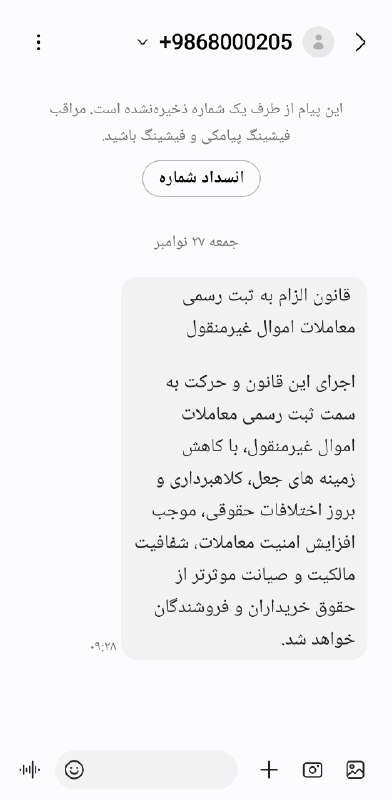 +9868000205
این پیام از طرف یک شماره ذخیره‌نشده است. مراقب
فیشینگ پیامکی و فیشینگ باشید.
انسداد شماره
جمعه ۲۷ نوامبر
قانون الزام به ثبت رسمی
معاملات اموال غیرمنقول
اجرای این قانون و حرکت به
سمت ثبت رسمی معاملات
اموال غیرمنقول، با کاهش
زمینه های جعل، کلاهبرداری و
بروز اختلافات حقوقی، موجب
افزایش امنیت معاملات، شفافیت
مالکیت و صیانت موثرتر از
حقوق خریداران و فروشندگان
خواهد شد.
۰۹:۲۸